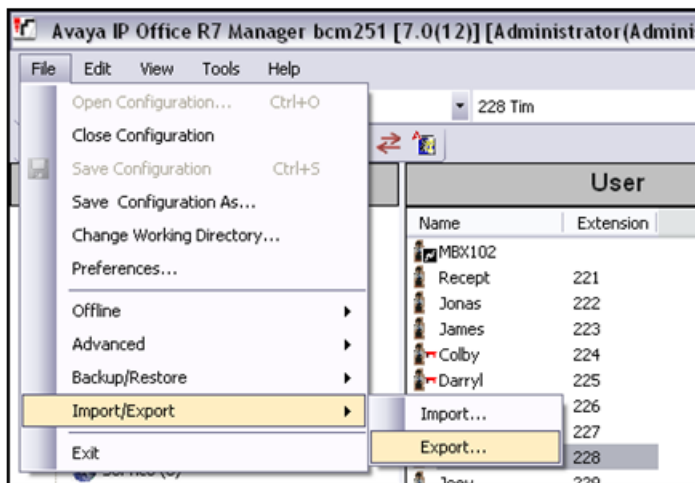 Avaya IP Office R7 Manager bcm251 [7.0(12)] [Administrator(Admini
File Edit View Tools Help
228 Tim
Open Configuration... Ctrl+O
Close Configuration
Save Configuration Ctrl+S
Save Configuration As...
Change Working Directory...
Preferences...
Offline
Advanced
Backup/Restore
Import/Export
Exit
Import...
Export...
User
Name Extension
MBX102
Recept 221
Jonas 222
James 223
Colby 224
Darryl 225
226
227
228